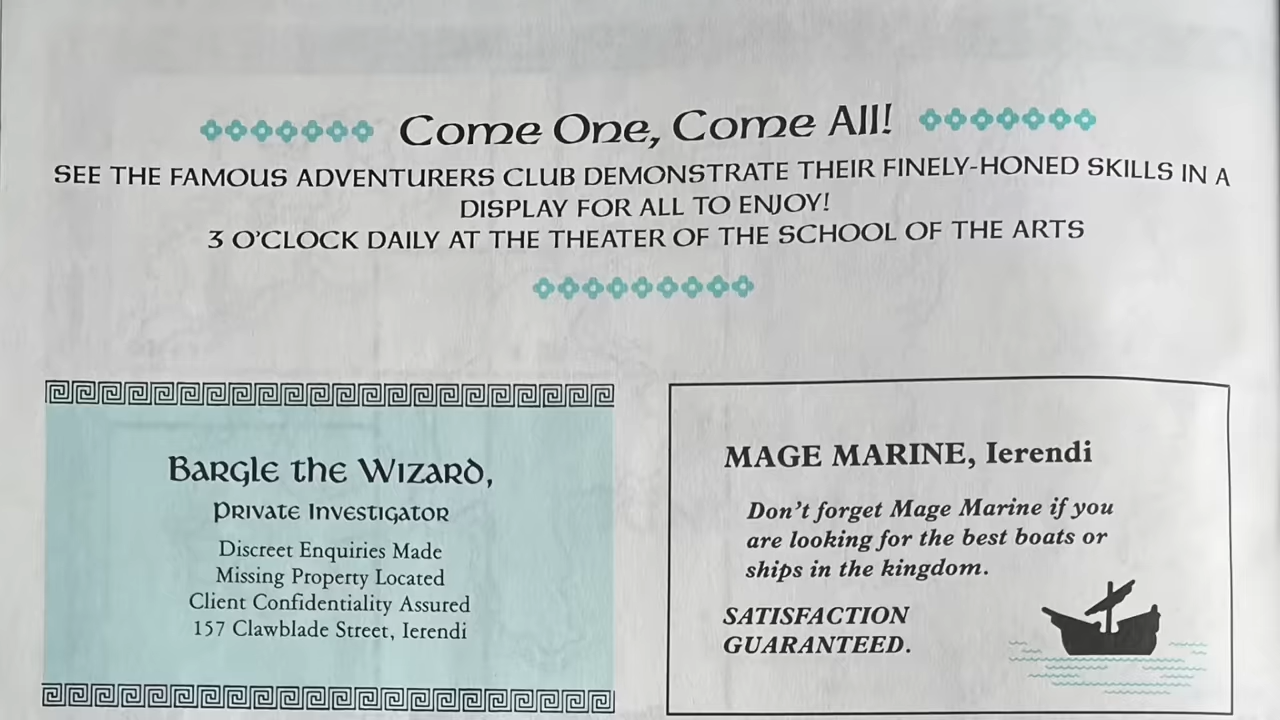 Come One, Come All!
SEE THE FAMOUS ADVENTURERS CLUB DEMONSTRATE THEIR FINELY-HONED SKILLS IN A
DISPLAY FOR ALL TO ENJOY!
3 O'CLOCK DAILY AT THE THEATER OF THE SCHOOL OF THE ARTS
Bargle the Wizard,
Private Investigator
Discreet Enquiries Made
Missing Property Located
Client Confidentiality Assured
157 Clawblade Street, Ierendi
MAGE MARINE, Ierendi
Don't forget Mage Marine if you
are looking for the best boats or
ships in the kingdom.
SATISFACTION
GUARANTEED.